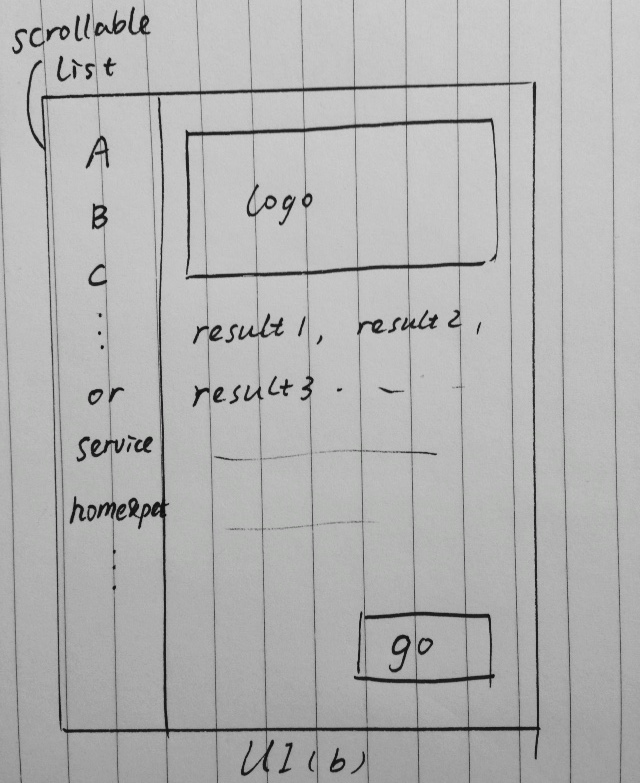 scrollable
list
A
B
C
logo
result 1, result 2,
result 3
or
service
home&pet
go
UI(b)